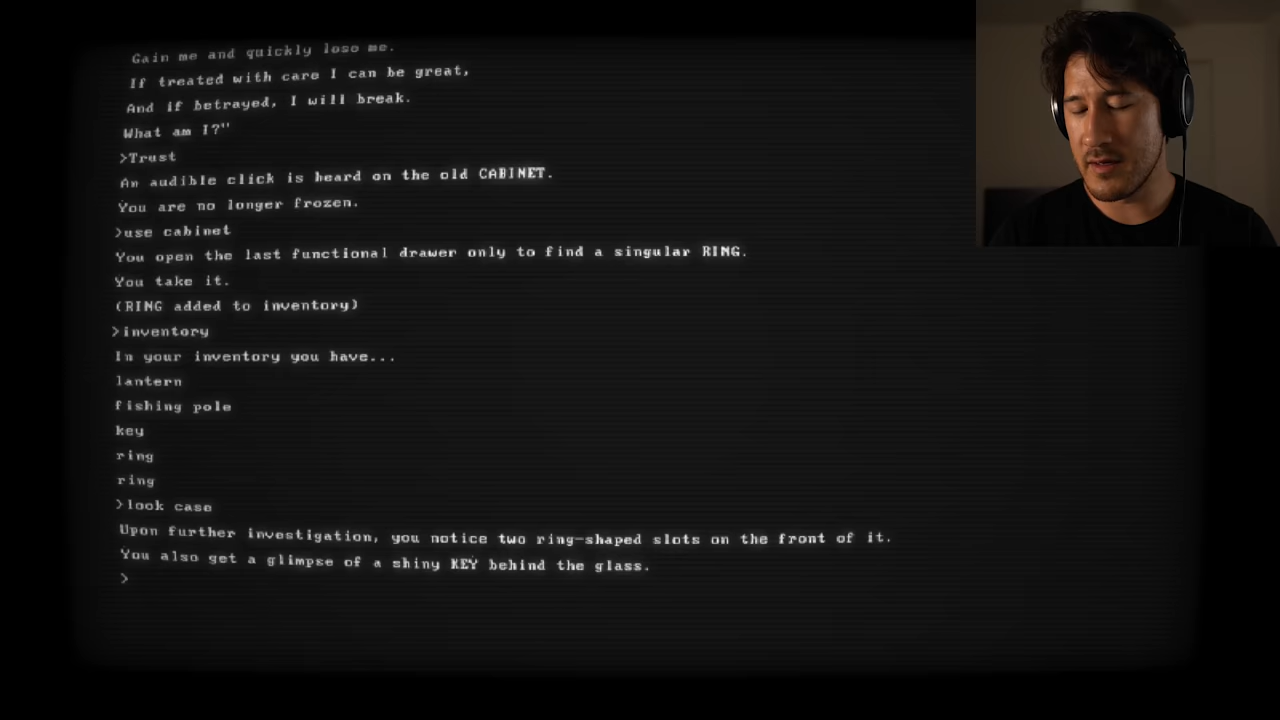 Gain me and quickly lose me.
If treated with care I can be great,
And if betrayed, I will break.
What am I?"
>Trust
An audible click is heard on the old CABINET.
You are no longer frozen.
>use cabinet
You open the last functional drawer only to find a singular RING.
You take it.
(RING added to inventory)
>inventory
In your inventory you have...
lantern
fishing pole
key
ring
ring
>look case
Upon further investigation, you notice two ring-shaped slots on the front of it.
You also get a glimpse of a shiny KEY behind the glass.
>